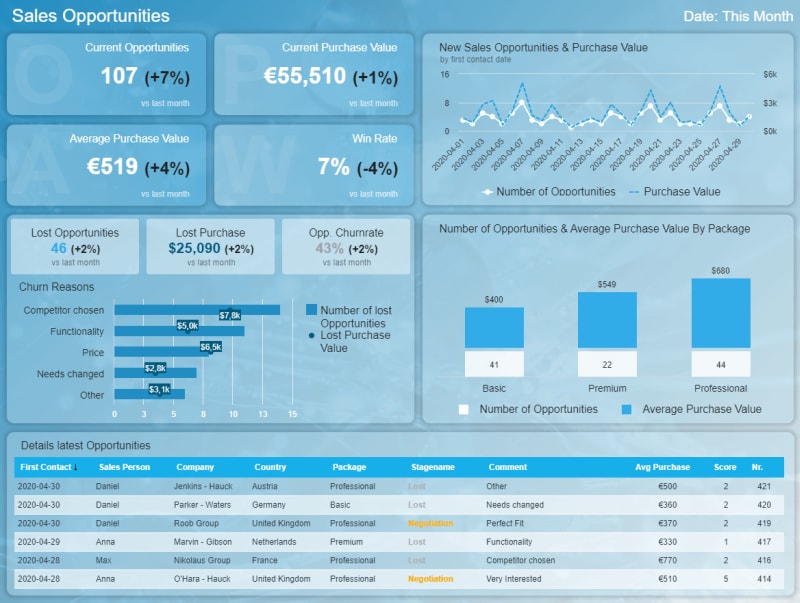 Sales Opportunities
Date: This Month
Current Opportunities
107 (+7%)
vs last month
Current Purchase Value
€55,510 (+1%)
vs last month
Average Purchase Value
€519 (+4%)
vs last month
Win Rate
7% (-4%)
vs last month
O
P
A
W
New Sales Opportunities & Purchase Value
by first contact date
16 $6k
8 $3k
0 $0k
2020-04-01 2020-04-03 2020-04-05 2020-04-07 2020-04-09 2020-04-11 2020-04-13 2020-04-15 2020-04-17 2020-04-19 2020-04-21 2020-04-23 2020-04-25 2020-04-27 2020-04-29
Number of Opportunities Purchase Value
Lost Opportunities
46 (+2%)
vs last month
Lost Purchase
$25,090 (+2%)
vs last month
Opp. Churnrate
43% (+2%)
vs last month
Churn Reasons
Competitor chosen $7,8k
Functionality $5,0k
Price $6,5k
Needs changed $2,8k
Other $3,1k
0 3 5 8 10 13 15
Number of lost
Opportunities
Lost Purchase
Value
Number of Opportunities & Average Purchase Value By Package
$400 $549 $680
41 22 44
Basic Premium Professional
Number of Opportunities Average Purchase Value
Details latest Opportunities
First Contact ↓ Sales Person Company Country Package Stagename Comment Avg Purchase Score Nr.
2020-04-30 Daniel Jenkins - Hauck Austria Professional Lost Other €500 2 421
2020-04-30 Daniel Parker - Waters Germany Basic Lost Needs changed €360 2 420
2020-04-30 Daniel Roob Group United Kingdom Professional Negotiation Perfect Fit €370 2 419
2020-04-29 Anna Marvin - Gibson Netherlands Premium Lost Functionality €330 1 417
2020-04-28 Max Nikolaus Group France Professional Lost Competitor chosen €770 2 416
2020-04-28 Anna O'Hara - Hauck United Kingdom Professional Negotiation Very Interested €510 5 414